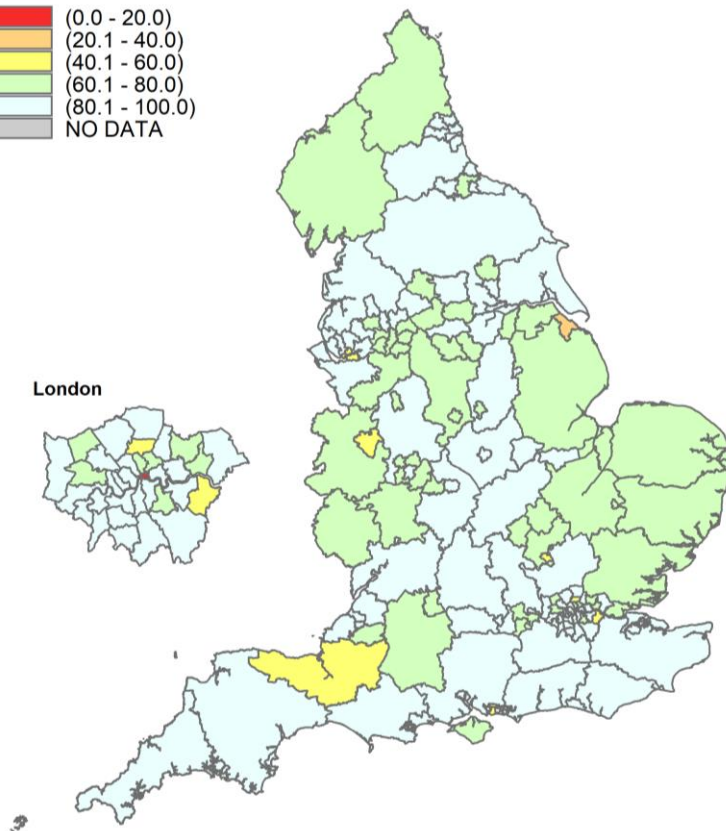 (0.0 - 20.0)
(20.1 - 40.0)
(40.1 - 60.0)
(60.1 - 80.0)
(80.1 - 100.0)
NO DATA
London